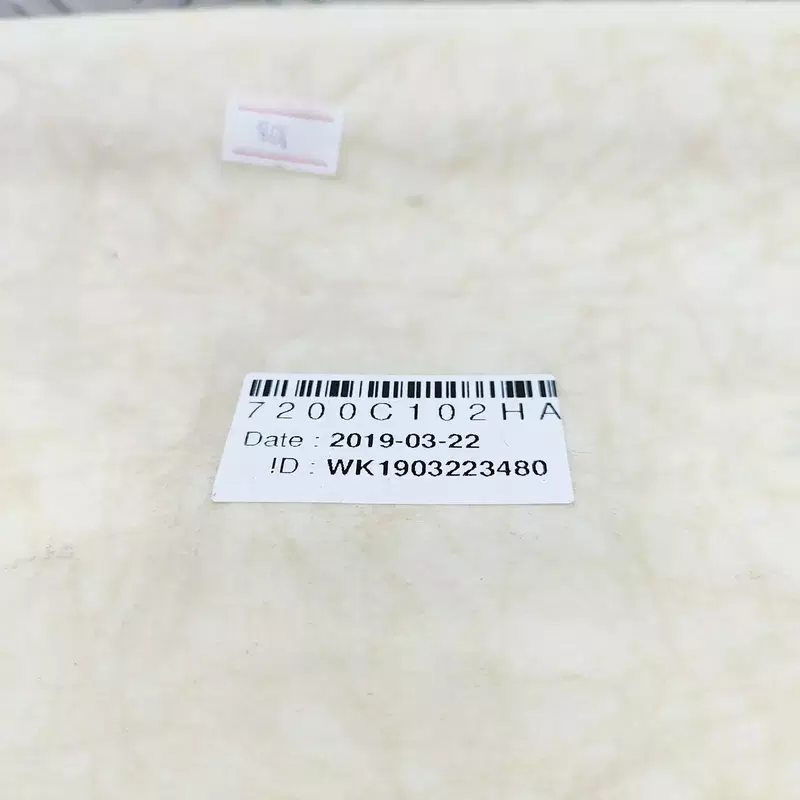 7200C102HA
Date : 2019-03-22
ID : WK1903223480